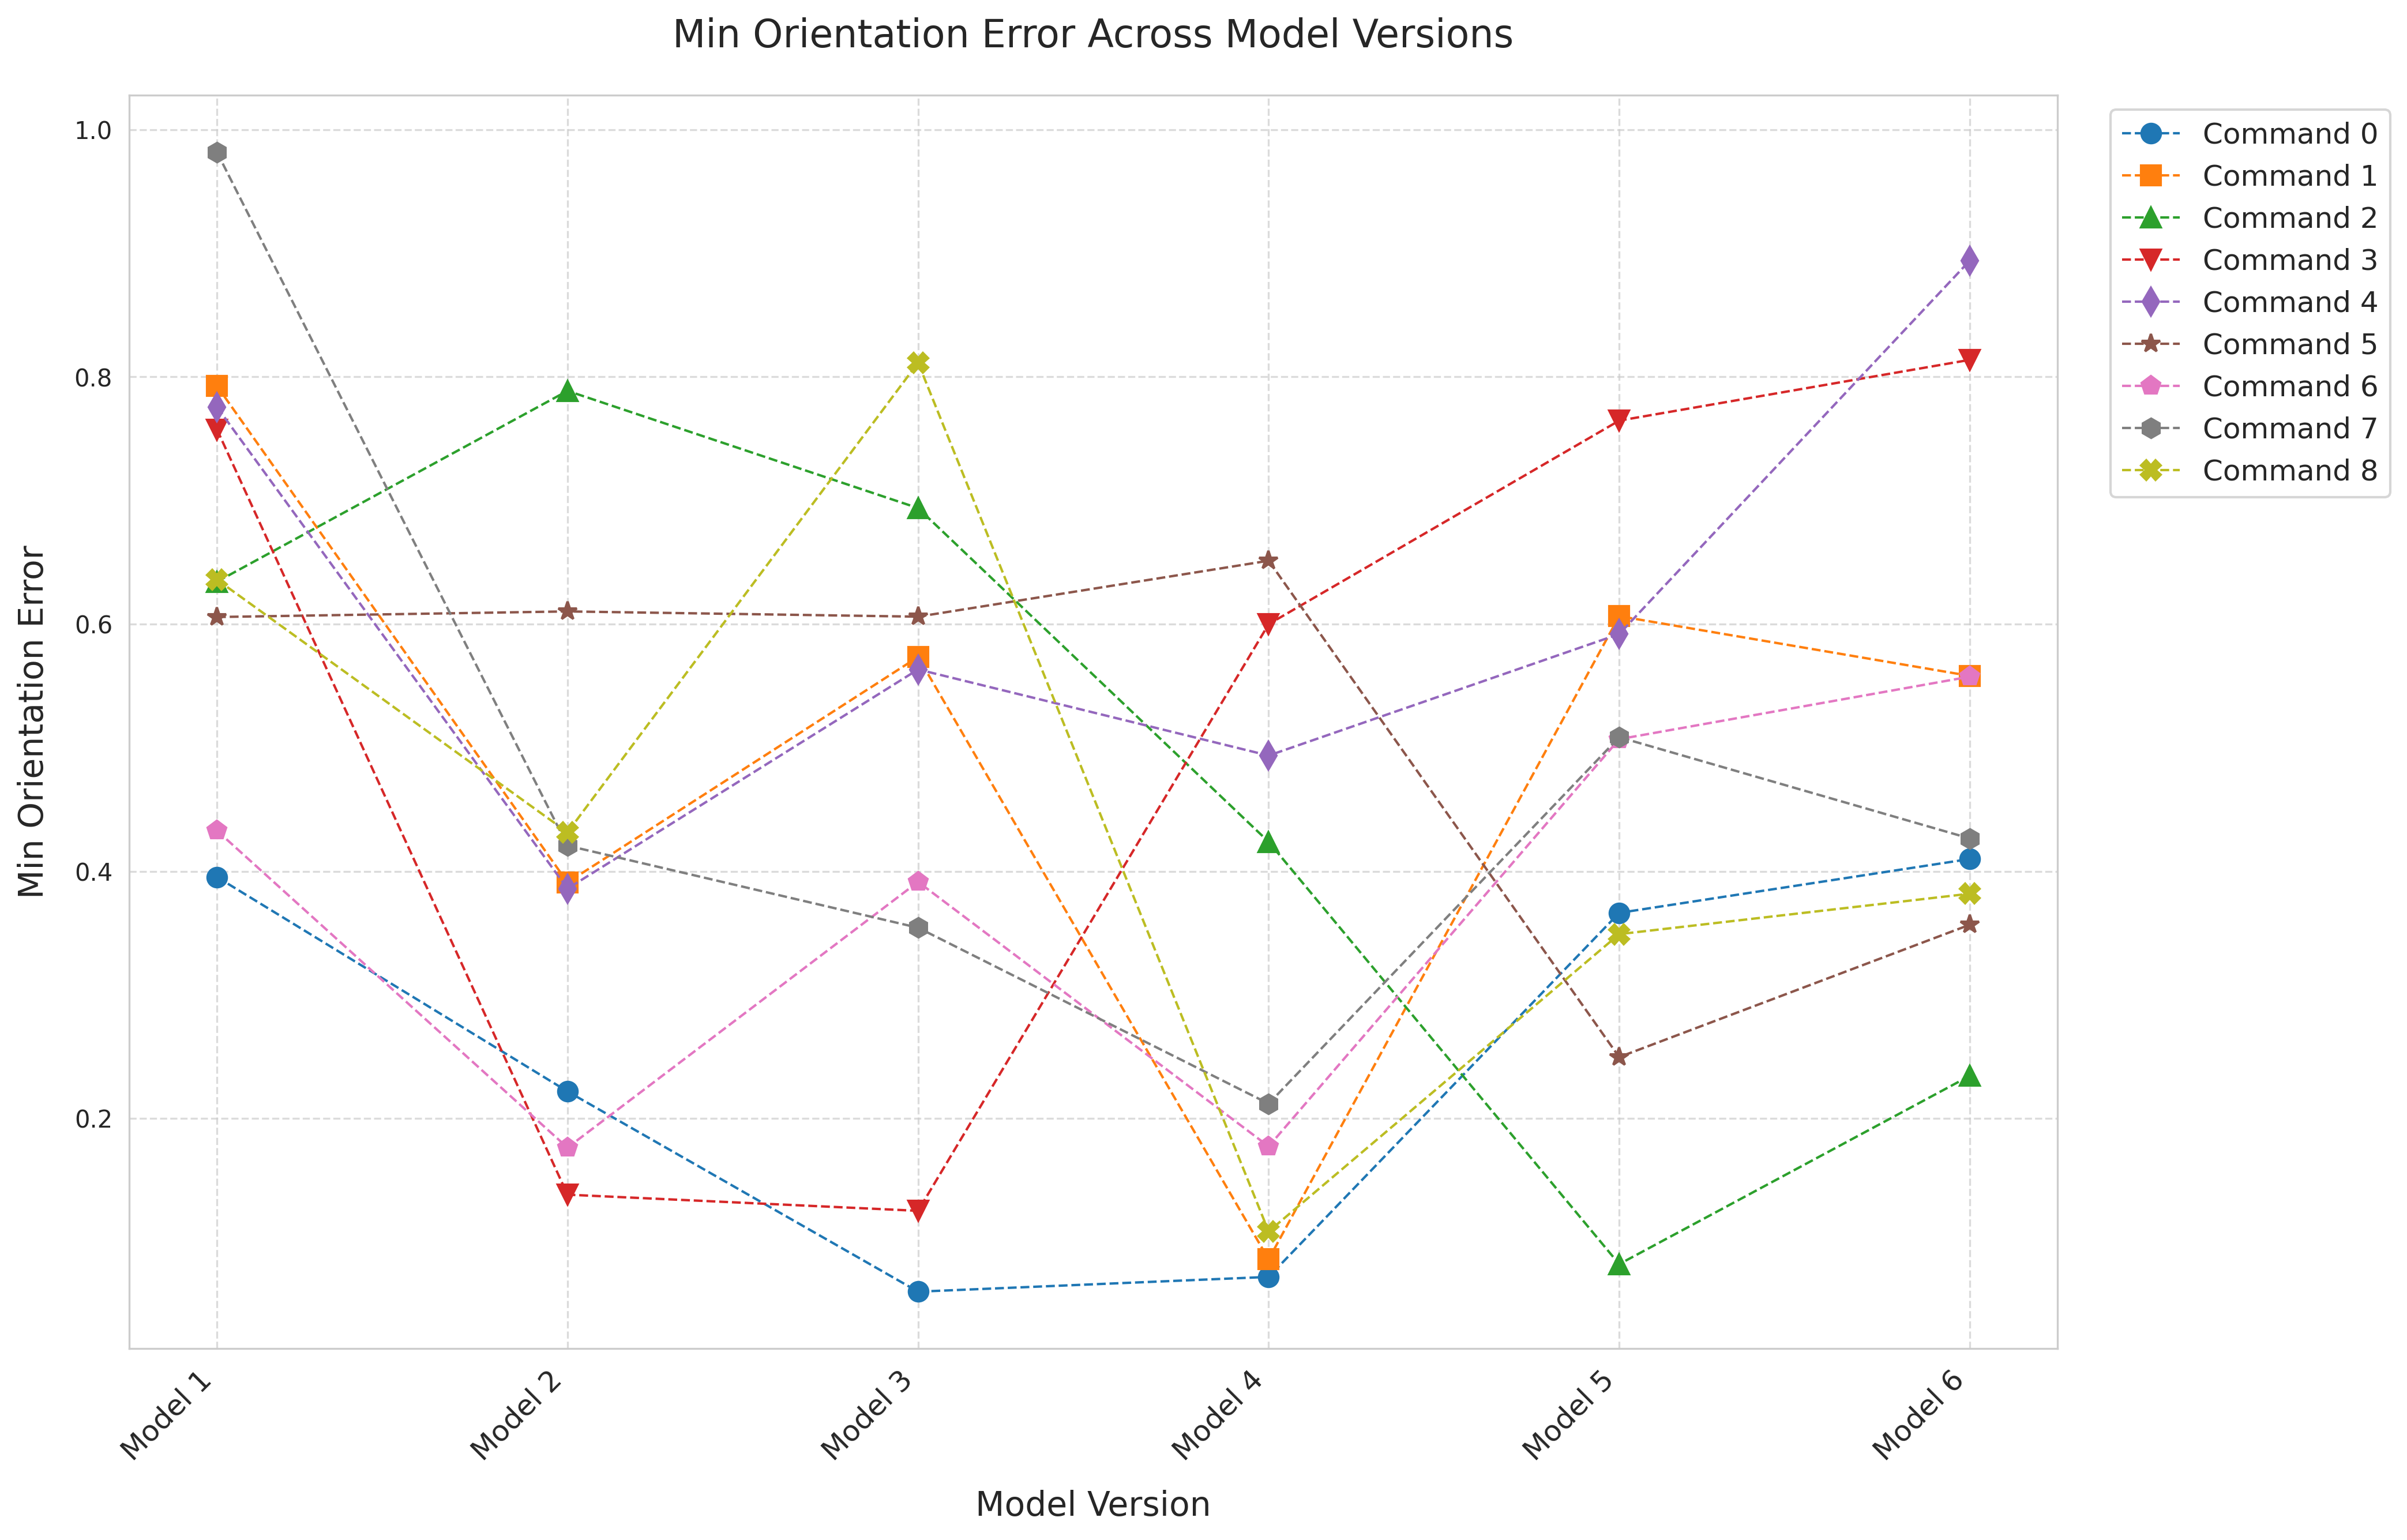 Min Orientation Error Across Model Versions
Min Orientation Error
1.0
0.8
0.6
0.4
0.2
Model 1
Model 2
Model 3
Model 4
Model 5
Model 6
Model Version
Command 0
Command 1
Command 2
Command 3
Command 4
Command 5
Command 6
Command 7
Command 8